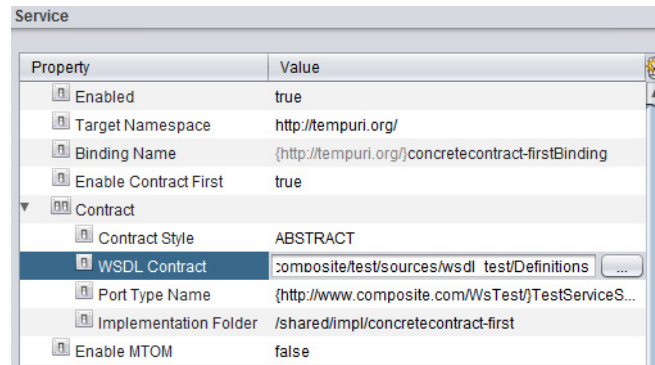 Service
Property Value
Enabled true
Target Namespace http://tempuri.org/
Binding Name {http://tempuri.org/}concretecontract-firstBinding
Enable Contract First true
Contract
Contract Style ABSTRACT
WSDL Contract :omposite/test/sources/wsdl_test/Definitions ...
Port Type Name {http://www.composite.com/WsTest/}TestServiceS...
Implementation Folder /shared/impl/concretecontract-first
Enable MTOM false